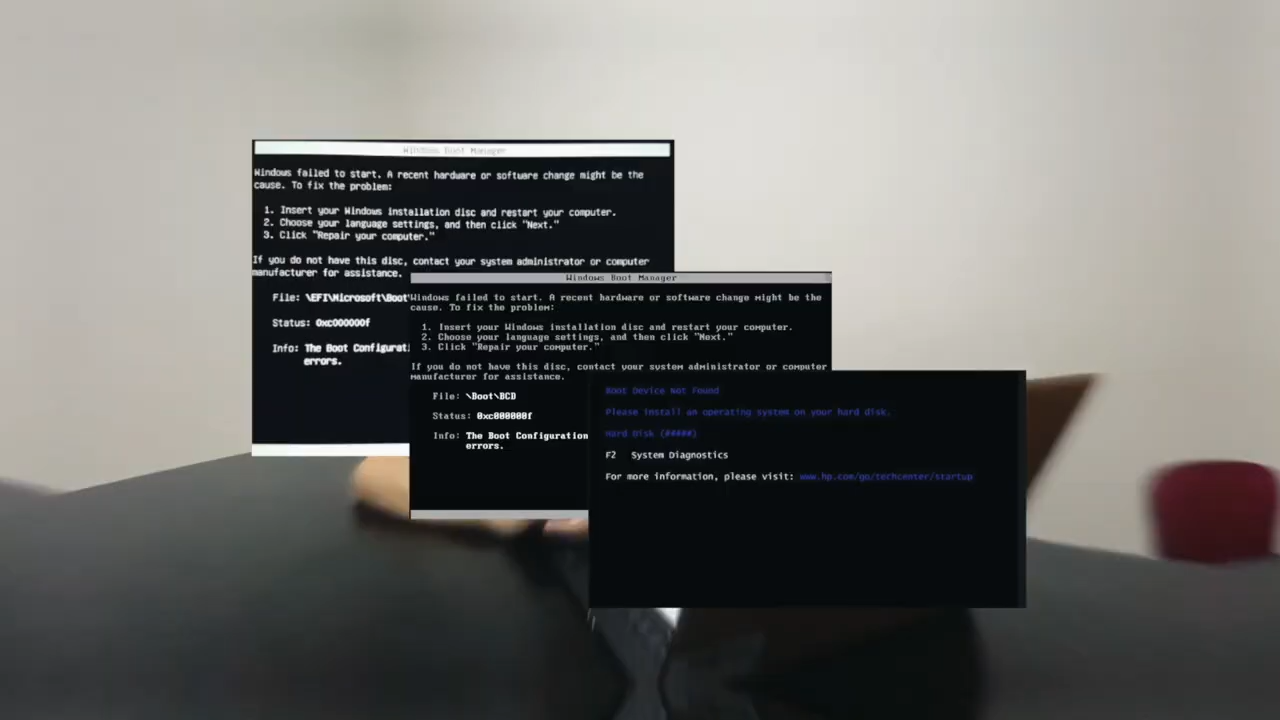 Windows Boot Manager
Windows failed to start. A recent hardware or software change might be the
cause. To fix the problem:
1. Insert your Windows installation disc and restart your computer.
2. Choose your language settings, and then click "Next."
3. Click "Repair your computer."
If you do not have this disc, contact your system administrator or computer
manufacturer for assistance.
File: \EFI\Microsoft\Boot
Status: 0xc000000f
Info: The Boot Configurat
errors.
Windows Boot Manager
Windows failed to start. A recent hardware or software change might be the
cause. To fix the problem:
1. Insert your Windows installation disc and restart your computer.
2. Choose your language settings, and then click "Next."
3. Click "Repair your computer."
If you do not have this disc, contact your system administrator or computer
manufacturer for assistance.
File: \Boot\BCD
Status: 0xc000000f
Info: The Boot Configuration
errors.
Boot Device Not Found
Please install an operating system on your hard disk.
Hard Disk (#####)
F2 System Diagnostics
For more information, please visit: www.hp.com/go/techcenter/startup